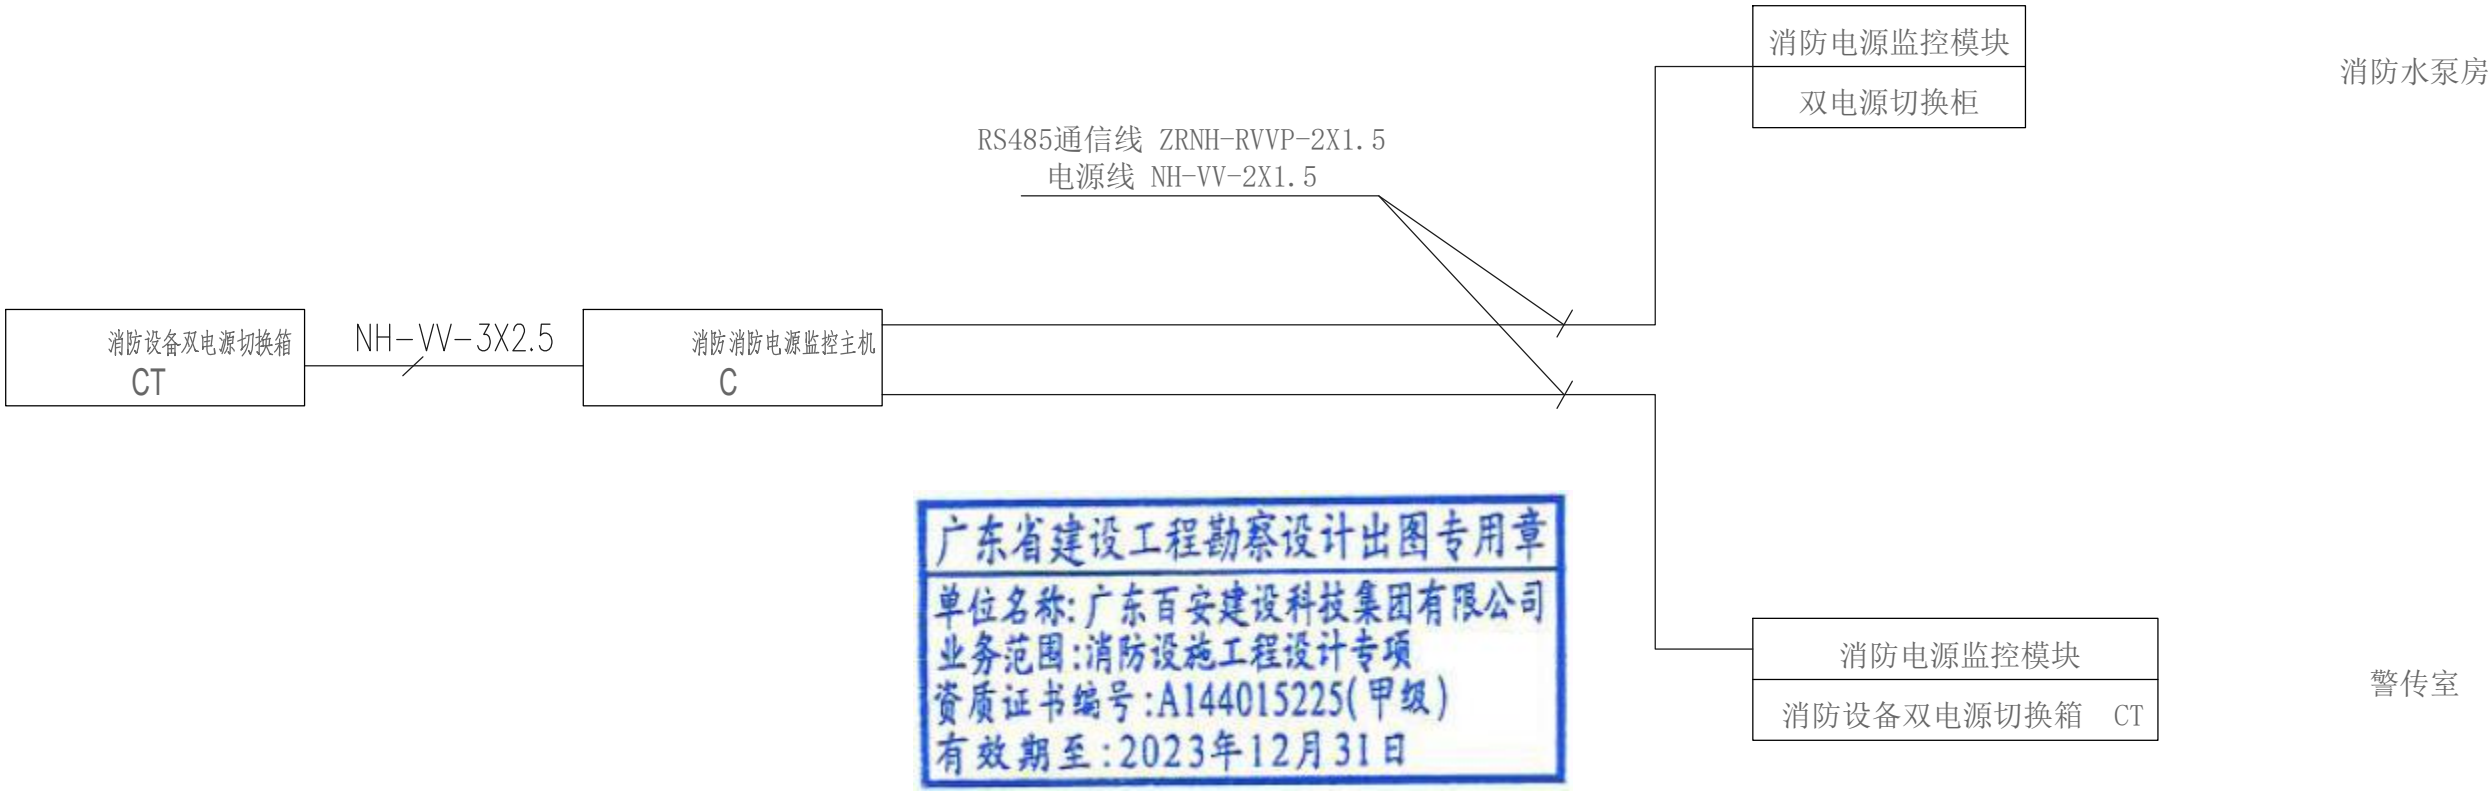 消防电源监控模块
双电源切换柜
消防水泵房
RS485通信线 ZRNH-RVVP-2X1.5
电源线 NH-VV-2X1.5
消防设备双电源切换箱
CT
NH-VV-3X2.5
消防消防电源监控主机
C
广东省建设工程勘察设计出图专用章
单位名称:广东百安建设科技集团有限公司
业务范围:消防设施工程设计专项
资质证书编号:A144015225(甲级)
有效期至:2023年12月31日
消防电源监控模块
消防设备双电源切换箱 CT
警传室